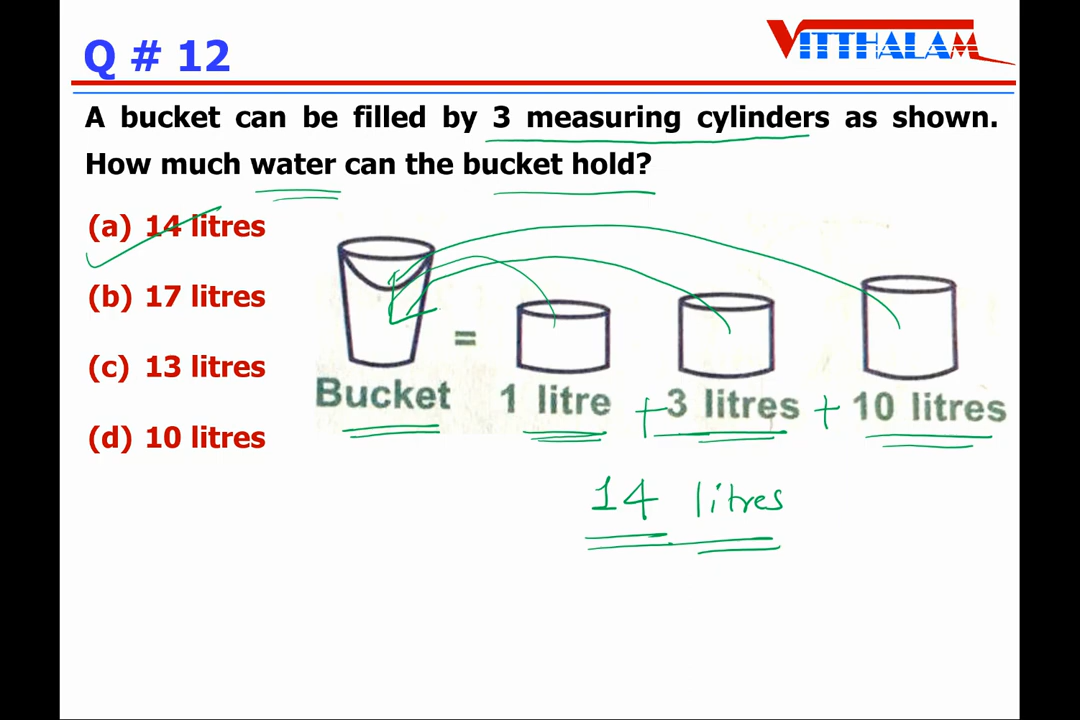 Q # 12
VITTHALAM
A bucket can be filled by 3 measuring cylinders as shown.
How much water can the bucket hold?
(a) 14 litres
(b) 17 litres
(c) 13 litres
(d) 10 litres
=
Bucket 1 litre + 3 litres + 10 litres
14 litres